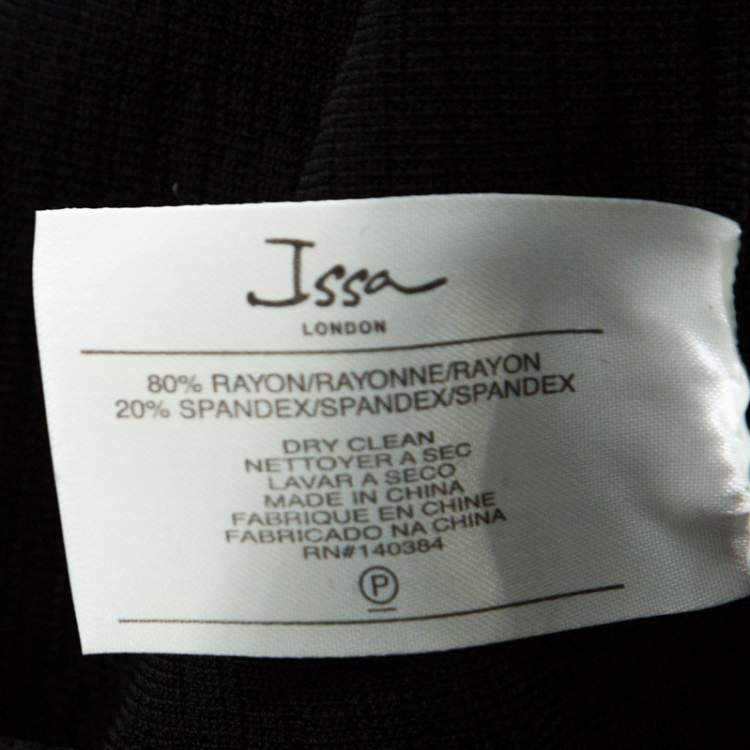 Issa
LONDON
80% RAYON/RAYONNE/RAYON
20% SPANDEX/SPANDEX/SPANDEX
DRY CLEAN
NETTOYER A SEC
LAVAR A SECO
MADE IN CHINA
FABRIQUE EN CHINE
FABRICADO NA CHINA
RN#140384
P